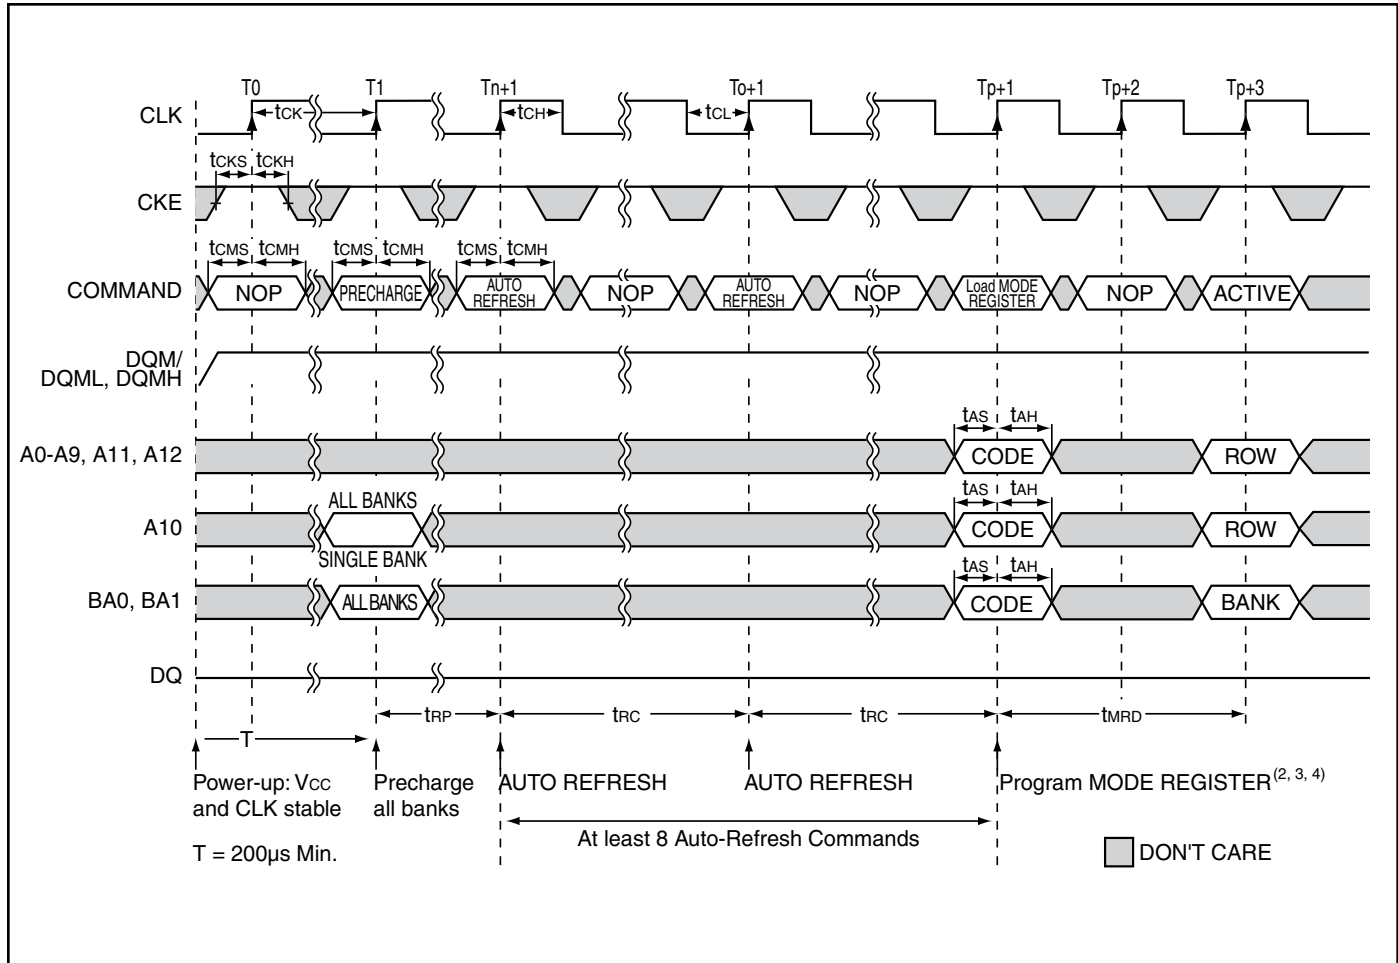 T0 T1 Tn+1 To+1 Tp+1 Tp+2 Tp+3
CLK tCK tCH tCL
tCKS tCKH
CKE
tCMS tCMH tCMS tCMH tCMS tCMH
COMMAND NOP PRECHARGE AUTO REFRESH NOP AUTO REFRESH NOP Load MODE REGISTER NOP ACTIVE
DQM/
DQML, DQMH
tAS tAH
A0-A9, A11, A12 CODE ROW
ALL BANKS tAS tAH
A10 CODE ROW
SINGLE BANK tAS tAH
BA0, BA1 ALL BANKS CODE BANK
DQ
tRP tRC tRC tMRD
T
Power-up: VCC Precharge AUTO REFRESH AUTO REFRESH Program MODE REGISTER(2, 3, 4)
and CLK stable all banks
At least 8 Auto-Refresh Commands
T = 200µs Min. DON'T CARE